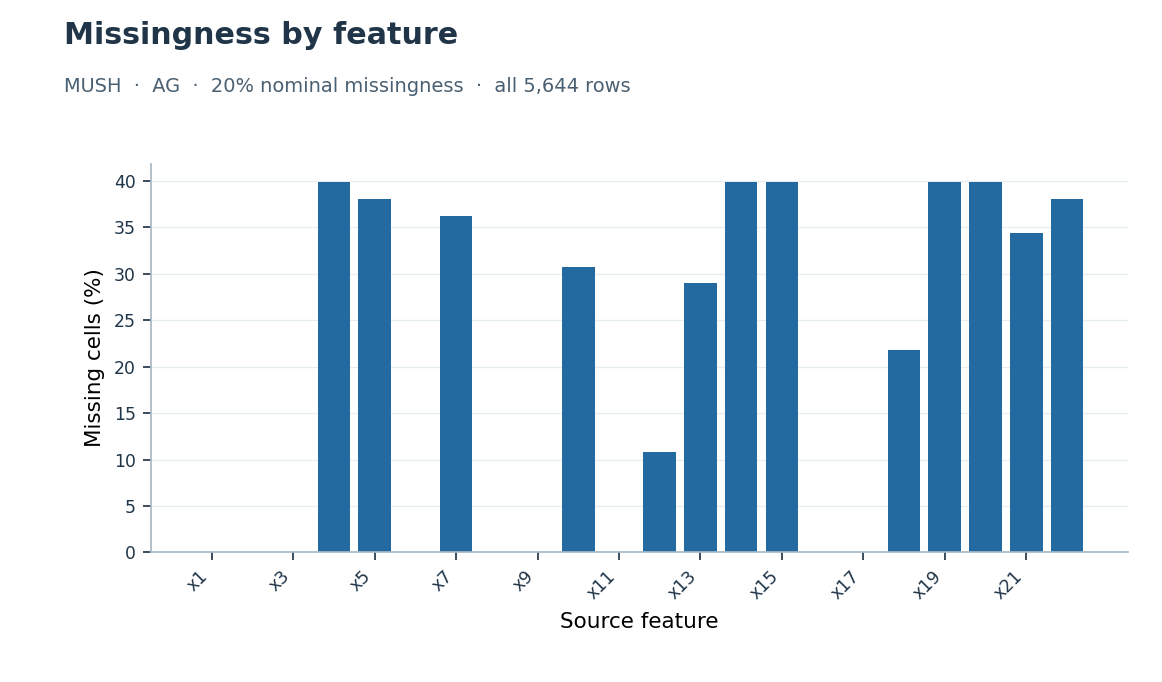 Missingness by feature
MUSH · AG · 20% nominal missingness · all 5,644 rows
Missing cells (%)
40
35
30
25
20
15
10
5
0
x1 x3 x5 x7 x9 x11 x13 x15 x17 x19 x21
Source feature